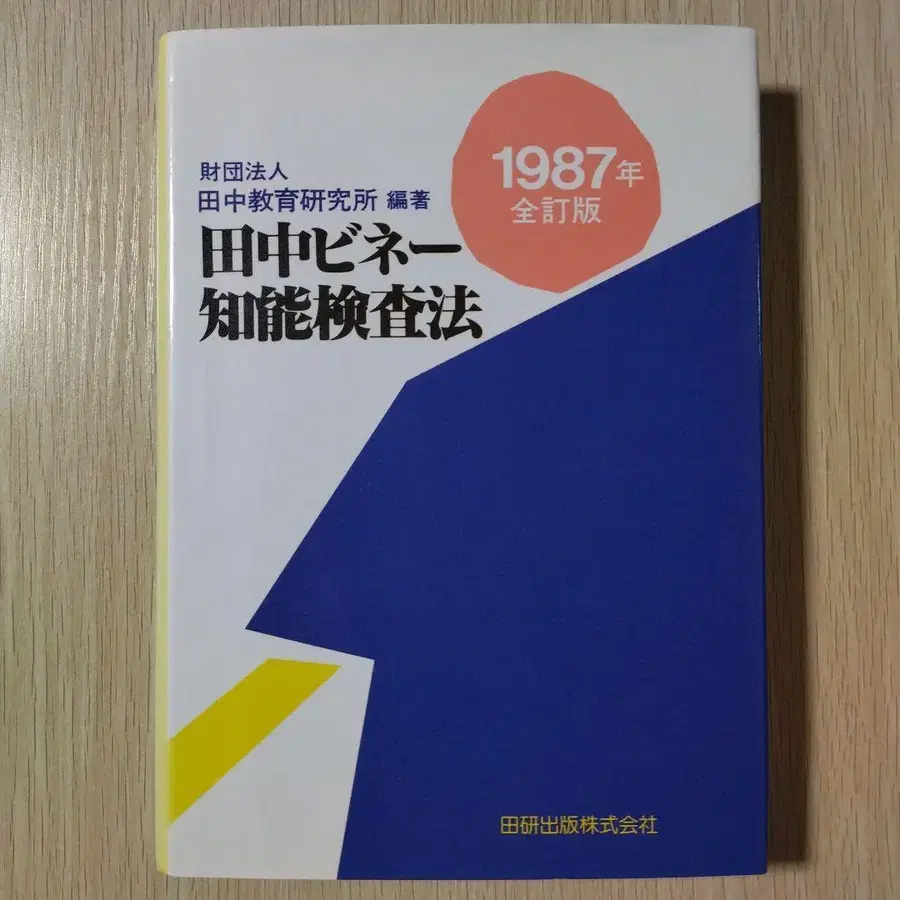 1987年
全訂版
財団法人
田中教育研究所 編著
田中ビネー
知能検査法
田研出版株式会社